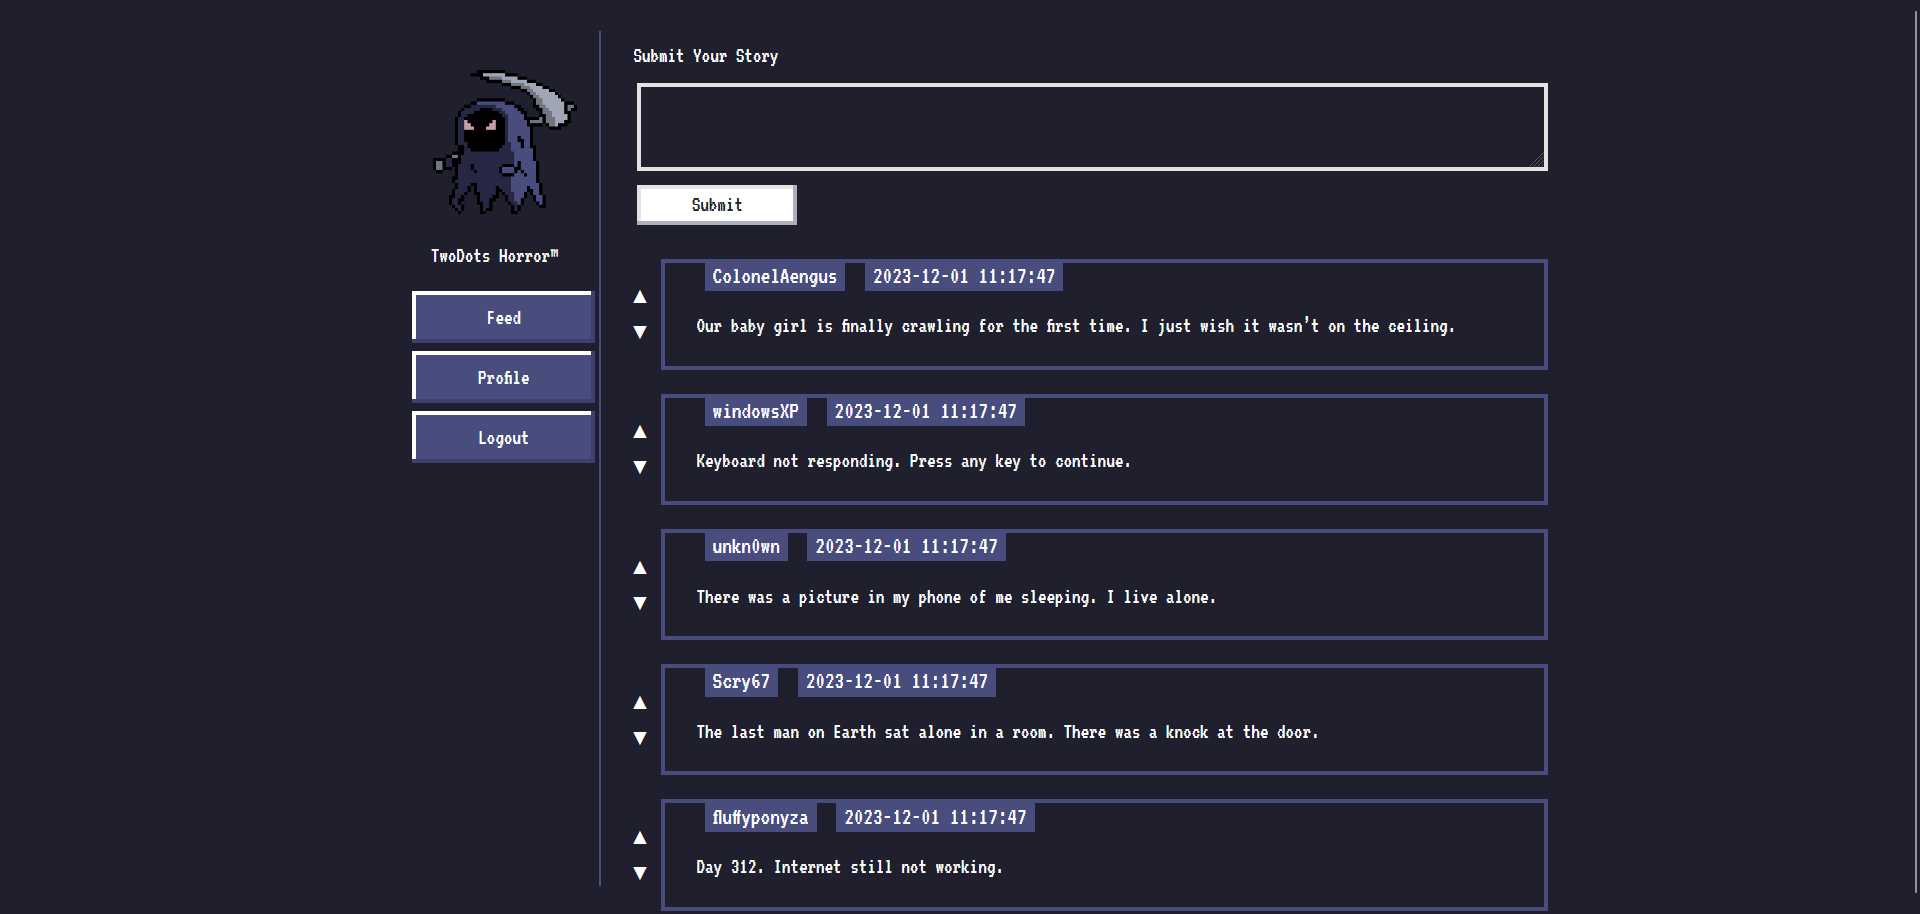 Submit Your Story
Submit
TwoDots Horror™
Feed
Profile
Logout
ColonelAengus 2023-12-01 11:17:47
Our baby girl is finally crawling for the first time. I just wish it wasn't on the ceiling.
windowsXP 2023-12-01 11:17:47
Keyboard not responding. Press any key to continue.
unkn0wn 2023-12-01 11:17:47
There was a picture in my phone of me sleeping. I live alone.
Scry67 2023-12-01 11:17:47
The last man on Earth sat alone in a room. There was a knock at the door.
fluffyponyza 2023-12-01 11:17:47
Day 312. Internet still not working.